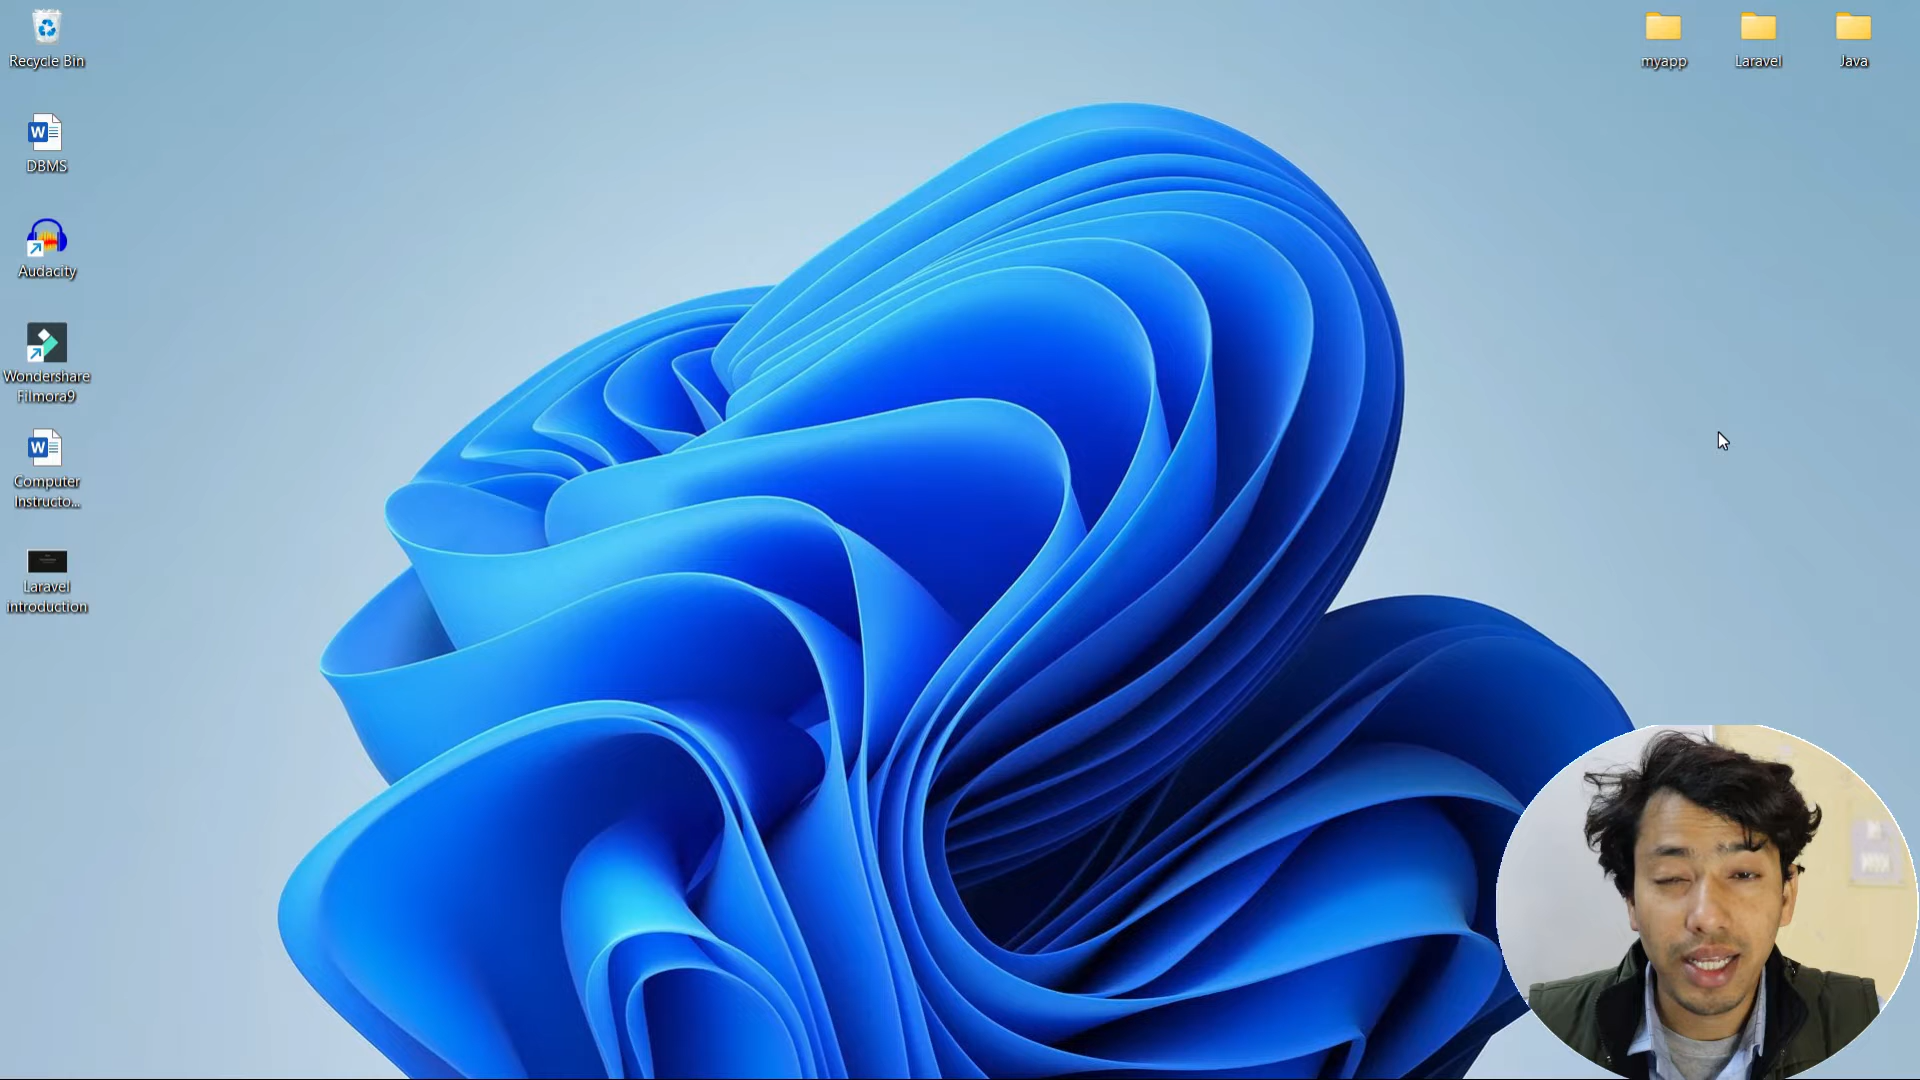 Recycle Bin
DBMS
Audacity
Wondershare
Filmora9
Computer
Instructo...
Laravel
introduction
myapp
Laravel
Java